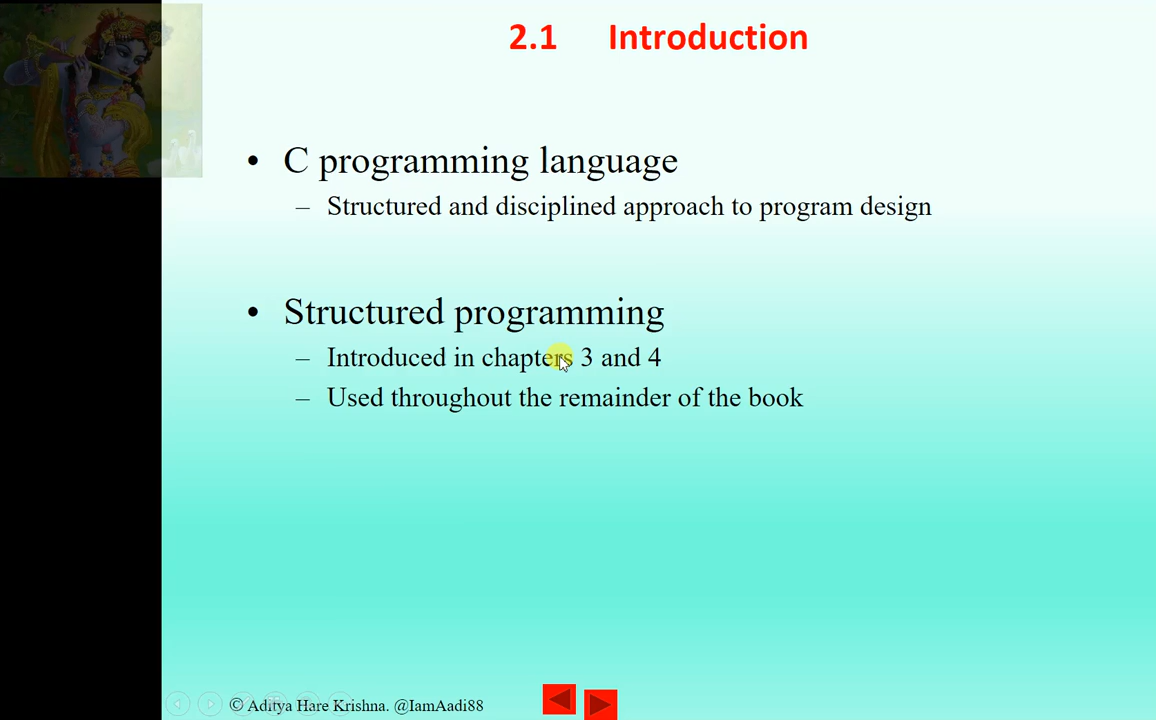 2.1 Introduction
• C programming language
– Structured and disciplined approach to program design
• Structured programming
– Introduced in chapters 3 and 4
– Used throughout the remainder of the book
© Aditya Hare Krishna. @IamAadi88